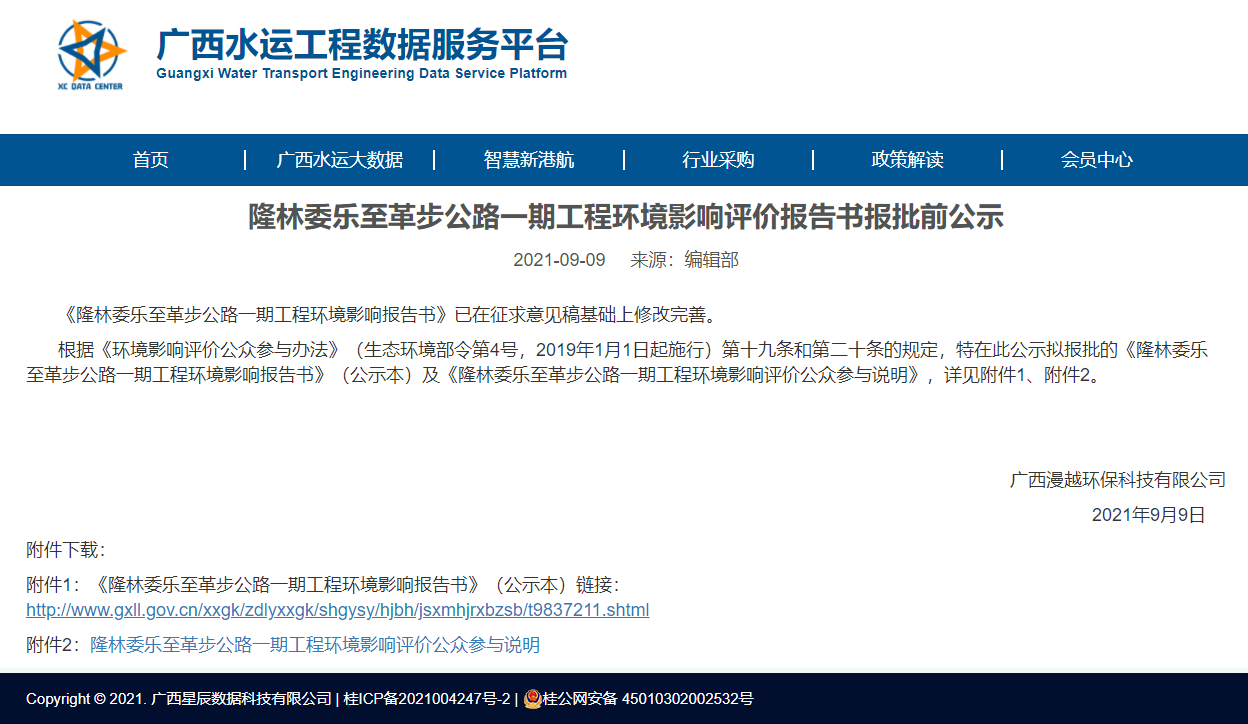 XC DATA CENTER
广西水运工程数据服务平台
Guangxi Water Transport Engineering Data Service Platform
首页 广西水运大数据 智慧新港航 行业采购 政策解读 会员中心
隆林委乐至革步公路一期工程环境影响评价报告书报批前公示
2021-09-09 来源：编辑部
《隆林委乐至革步公路一期工程环境影响报告书》已在征求意见稿基础上修改完善。
根据《环境影响评价公众参与办法》（生态环境部令第4号，2019年1月1日起施行）第十九条和第二十条的规定，特在此公示拟报批的《隆林委乐
至革步公路一期工程环境影响报告书》（公示本）及《隆林委乐至革步公路一期工程环境影响评价公众参与说明》，详见附件1、附件2。
广西漫越环保科技有限公司
2021年9月9日
附件下载：
附件1：《隆林委乐至革步公路一期工程环境影响报告书》（公示本）链接：
http://www.gxll.gov.cn/xxgk/zdlyxxgk/shgysy/hjbh/jsxmhjrxbzsb/t9837211.shtml
附件2：隆林委乐至革步公路一期工程环境影响评价公众参与说明
Copyright © 2021. 广西星辰数据科技有限公司 | 桂ICP备2021004247号-2 | 桂公网安备 45010302002532号